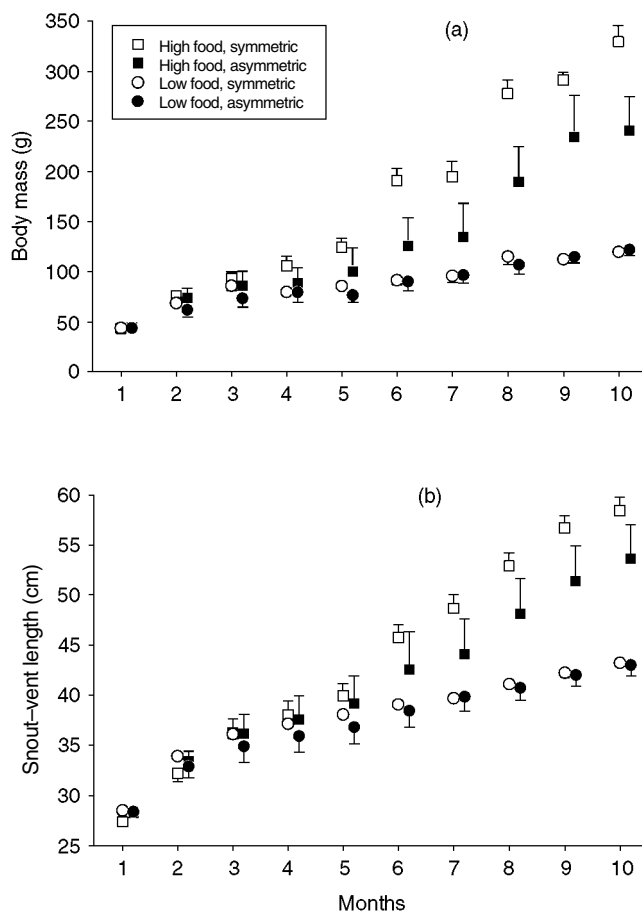 (a)
High food, symmetric
High food, asymmetric
Low food, symmetric
Low food, asymmetric
Body mass (g)
350
300
250
200
150
100
50
0
1 2 3 4 5 6 7 8 9 10
(b)
Snout–vent length (cm)
60
55
50
45
40
35
30
25
1 2 3 4 5 6 7 8 9 10
Months